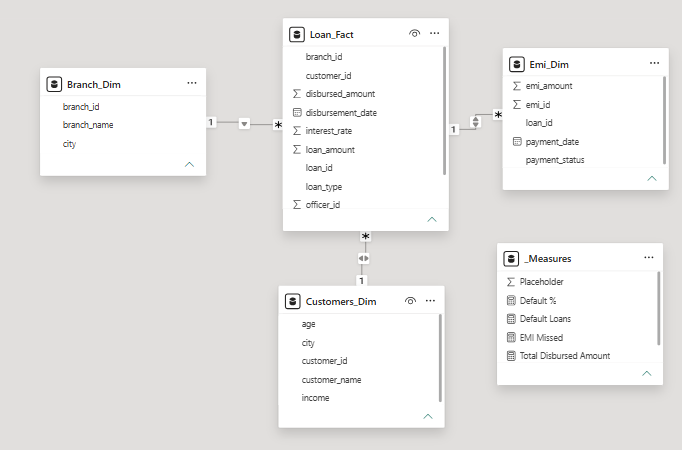 Loan_Fact
branch_id
customer_id
disbursed_amount
disbursement_date
interest_rate
loan_amount
loan_id
loan_type
officer_id
Branch_Dim
branch_id
branch_name
city
Emi_Dim
emi_amount
emi_id
loan_id
payment_date
payment_status
1
*
1
*
*
1
_Measures
Placeholder
Default %
Default Loans
EMI Missed
Total Disbursed Amount
Customers_Dim
age
city
customer_id
customer_name
income